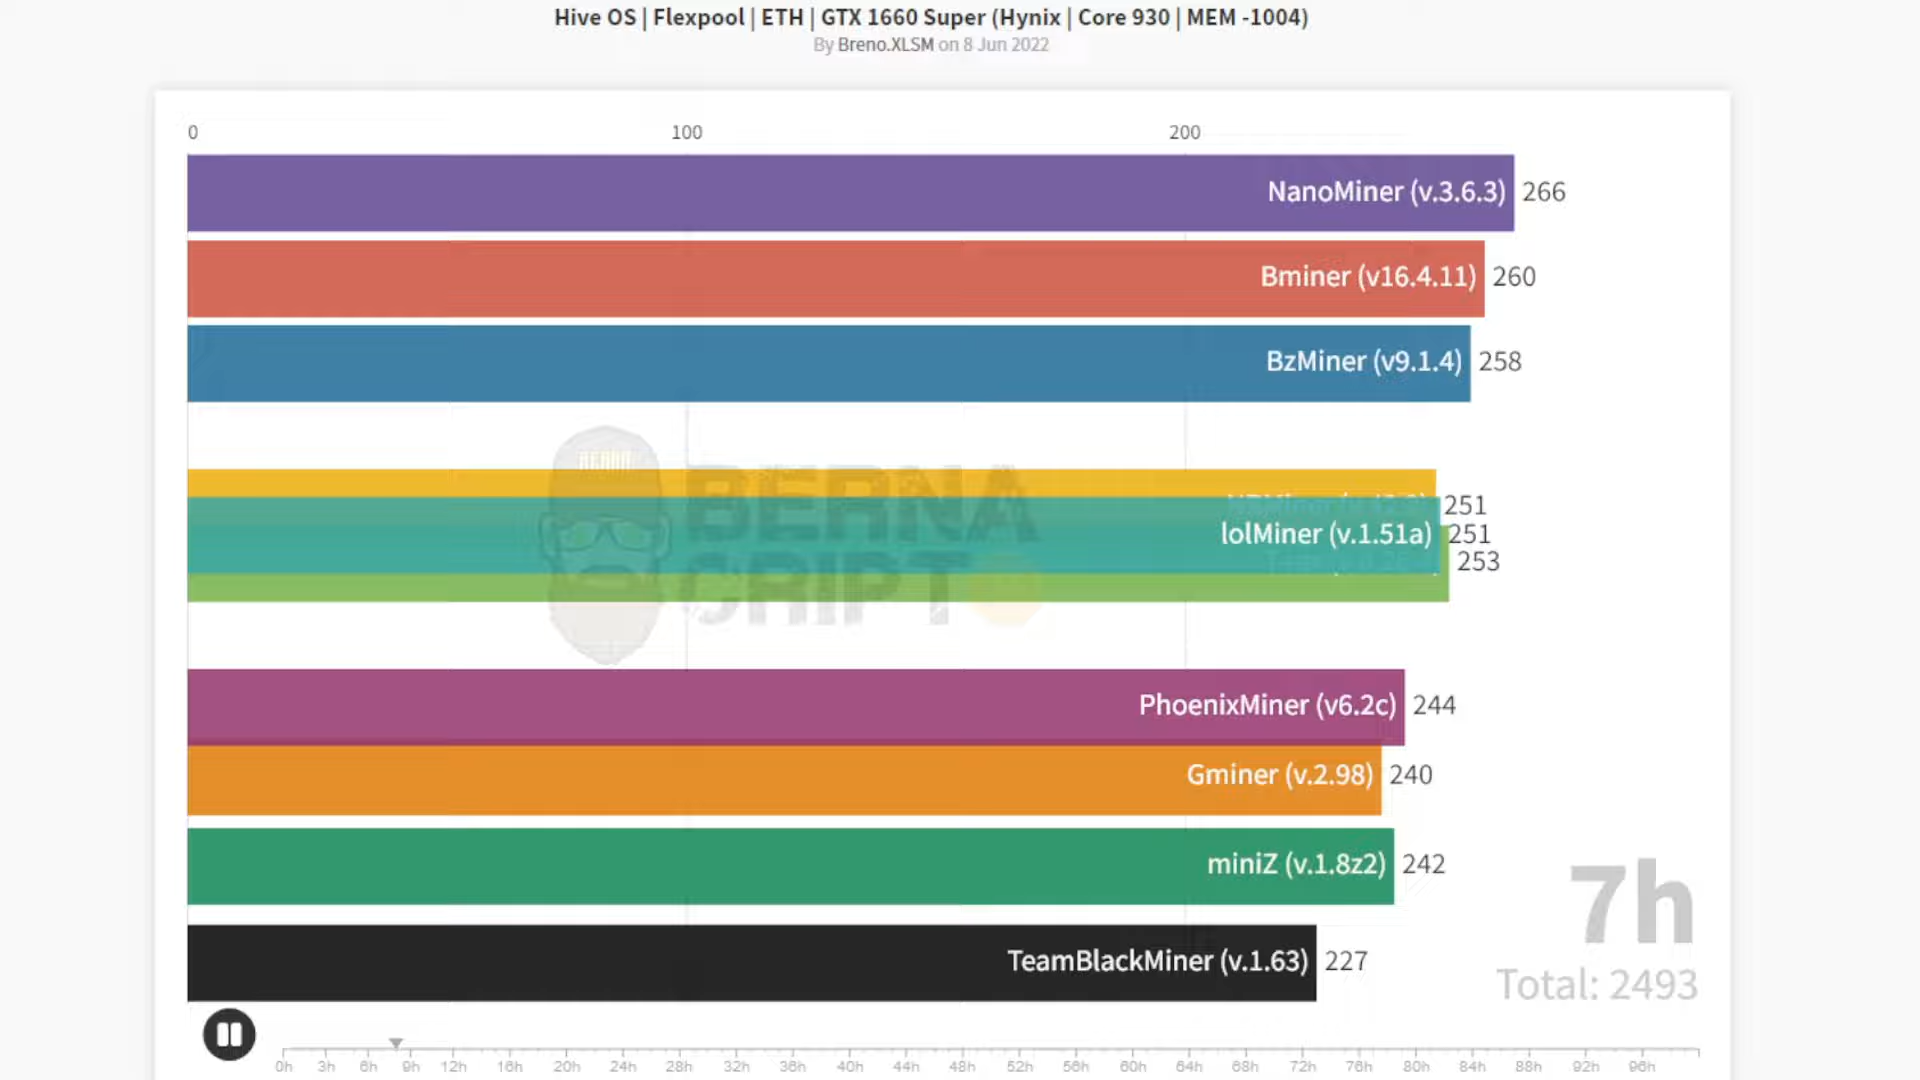 Hive OS | Flexpool | ETH | GTX 1660 Super (Hynix | Core 930 | MEM -1004)
By Breno.XLSM on 8 Jun 2022
0 100 200
NanoMiner (v.3.6.3) 266
Bminer (v16.4.11) 260
BzMiner (v9.1.4) 258
BERNA
CRIPTO
251
lolMiner (v.1.51a) 251
253
PhoenixMiner (v6.2c) 244
Gminer (v.2.98) 240
miniZ (v.1.8z2) 242
7h
TeamBlackMiner (v.1.63) 227
Total: 2493
0h 3h 6h 9h 12h 16h 20h 24h 28h 32h 36h 40h 44h 48h 52h 56h 60h 64h 68h 72h 76h 80h 84h 88h 92h 96h